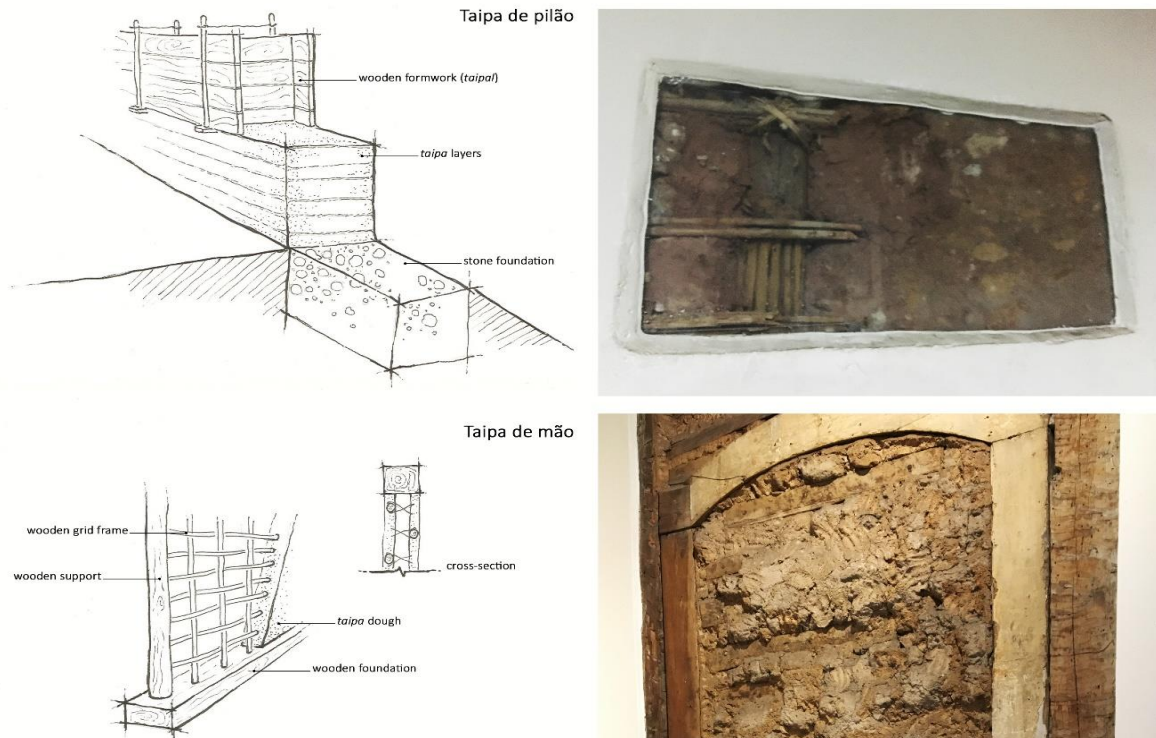 Taipa de pilão
wooden formwork (taipal)
taipa layers
stone foundation
Taipa de mão
wooden grid frame
wooden support
cross-section
taipa dough
wooden foundation